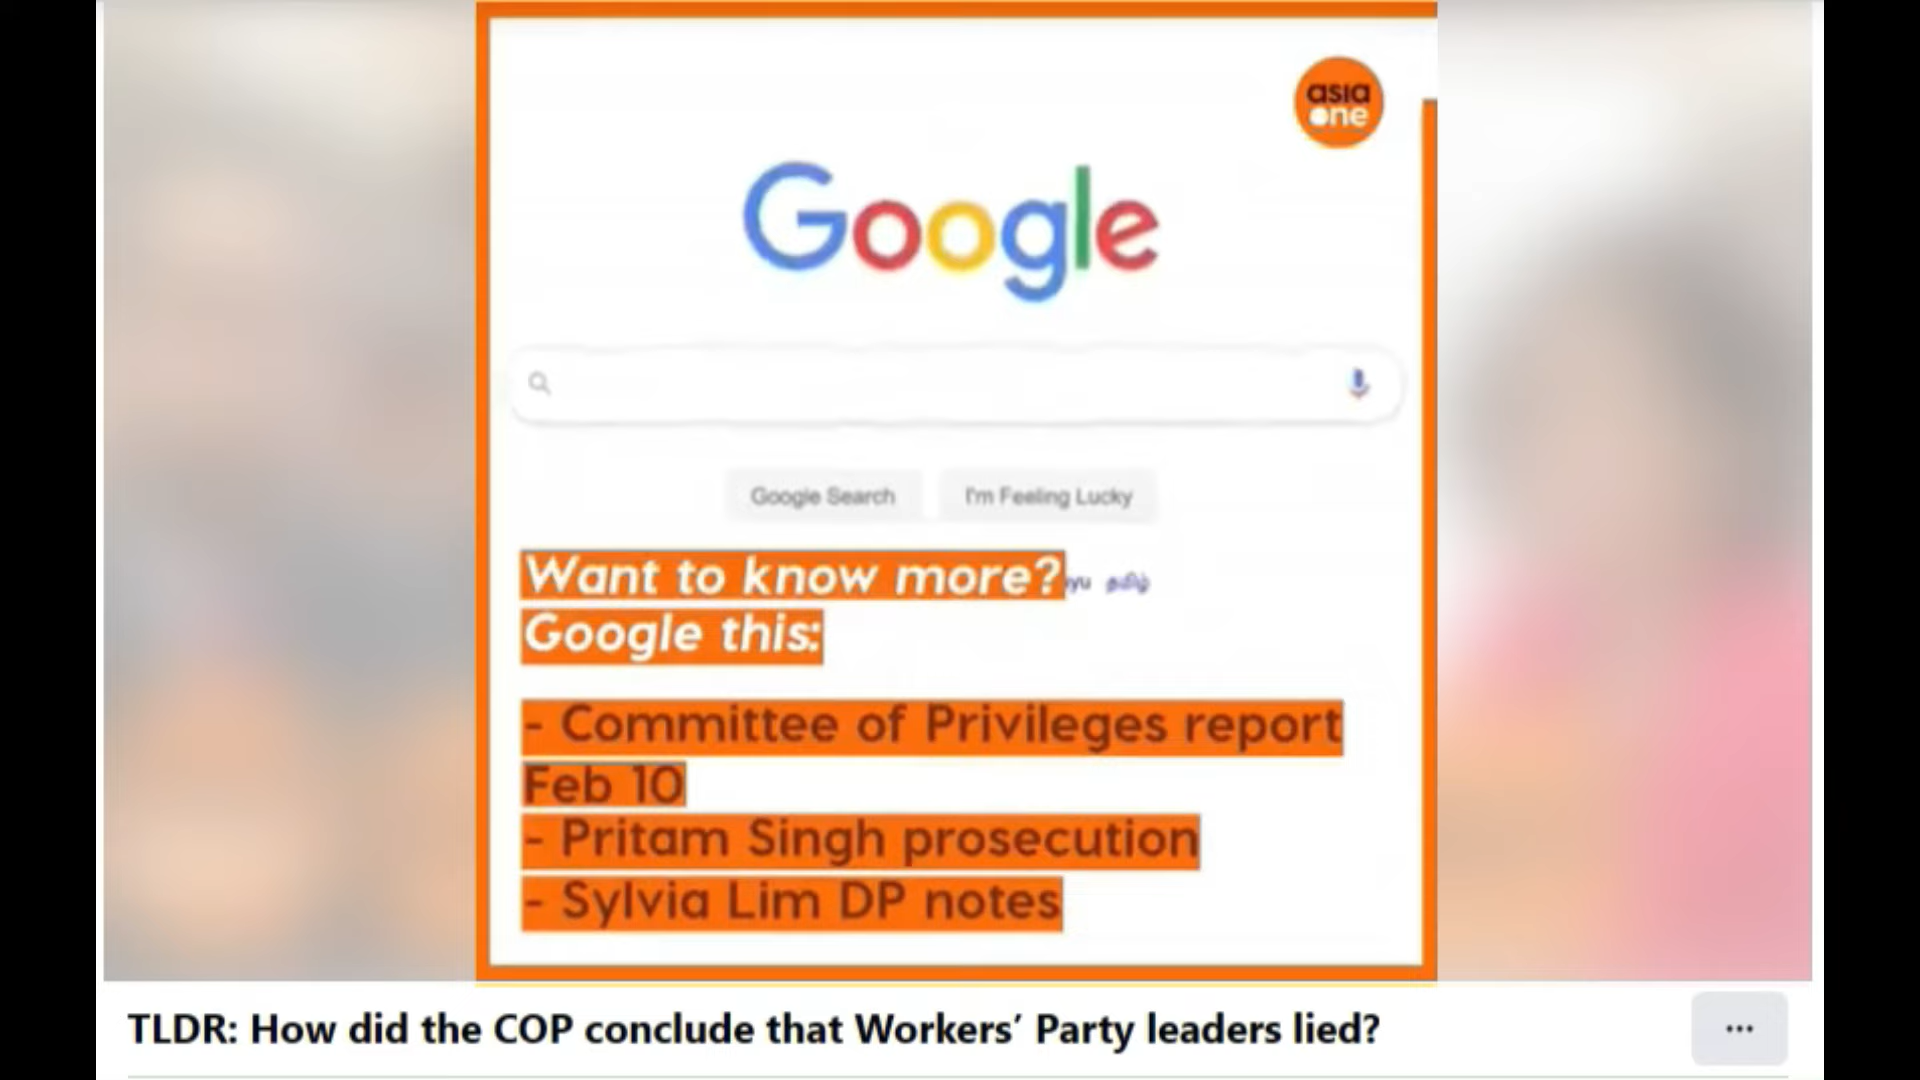 asia
one
Google
Google Search
I'm Feeling Lucky
Want to know more?
தமிழ்
Google this:
- Committee of Privileges report
Feb 10
- Pritam Singh prosecution
- Sylvia Lim DP notes
TLDR: How did the COP conclude that Workers’ Party leaders lied?